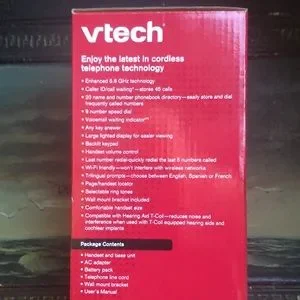 vtech
Enjoy the latest in cordless
telephone technology
• Enhanced 5.8 GHz technology
• Caller ID/call waiting* — stores 45 calls
• 30 name and number phonebook directory—easily store and dial
frequently called numbers
• 9 number speed dial
• Voicemail waiting indicator**
• Any key answer
• Large lighted display for easier viewing
• Backlit keypad
• Handset volume control
• Last number redial-quickly redial the last 5 numbers called
• Wi-Fi friendly—won't interfere with wireless networks
• Trilingual prompts — choose between English, Spanish or French
• Page/handset locator
• Selectable ring tones
• Wall mount bracket included
• Comfortable handset size
• Compatible with Hearing Aid T-Coil—reduces noise and
interference when used with T-Coil equipped hearing aids and
cochlear implants
Package Contents
• Handset and base unit
• AC adapter
• Battery pack
• Telephone line cord
• Wall mount bracket
• User's Manual